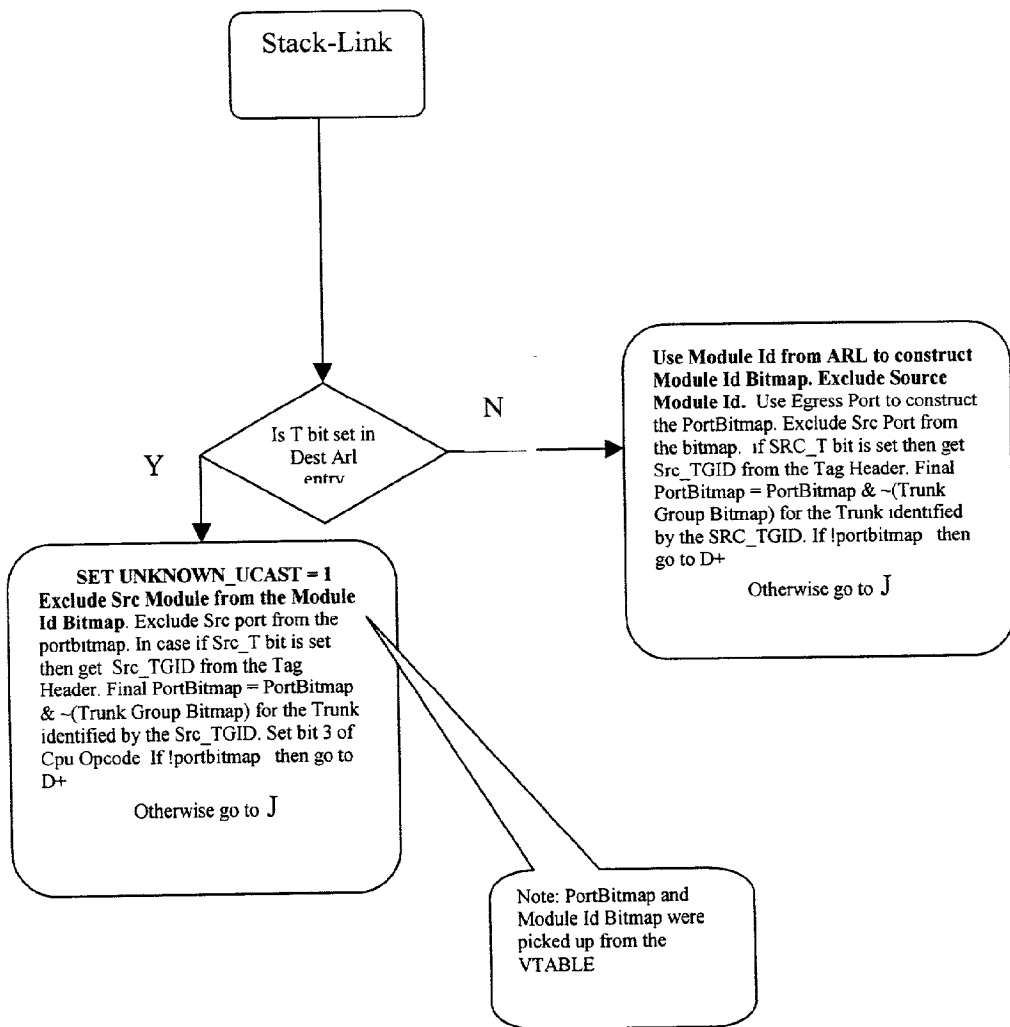 Stack-Link
Is T bit set in
Dest Arl
entry
Y
N
Use Module Id from ARL to construct
Module Id Bitmap. Exclude Source
Module Id. Use Egress Port to construct
the PortBitmap. Exclude Src Port from
the bitmap. if SRC_T bit is set then get
Src_TGID from the Tag Header. Final
PortBitmap = PortBitmap & ~(Trunk
Group Bitmap) for the Trunk identified
by the SRC_TGID. If !portbitmap then
go to D+
Otherwise go to J
SET UNKNOWN_UCAST = 1
Exclude Src Module from the Module
Id Bitmap. Exclude Src port from the
portbitmap. In case if Src_T bit is set
then get Src_TGID from the Tag
Header. Final PortBitmap = PortBitmap
& ~(Trunk Group Bitmap) for the Trunk
identified by the Src_TGID. Set bit 3 of
Cpu Opcode If !portbitmap then go to
D+
Otherwise go to J
Note: PortBitmap and
Module Id Bitmap were
picked up from the
VTABLE